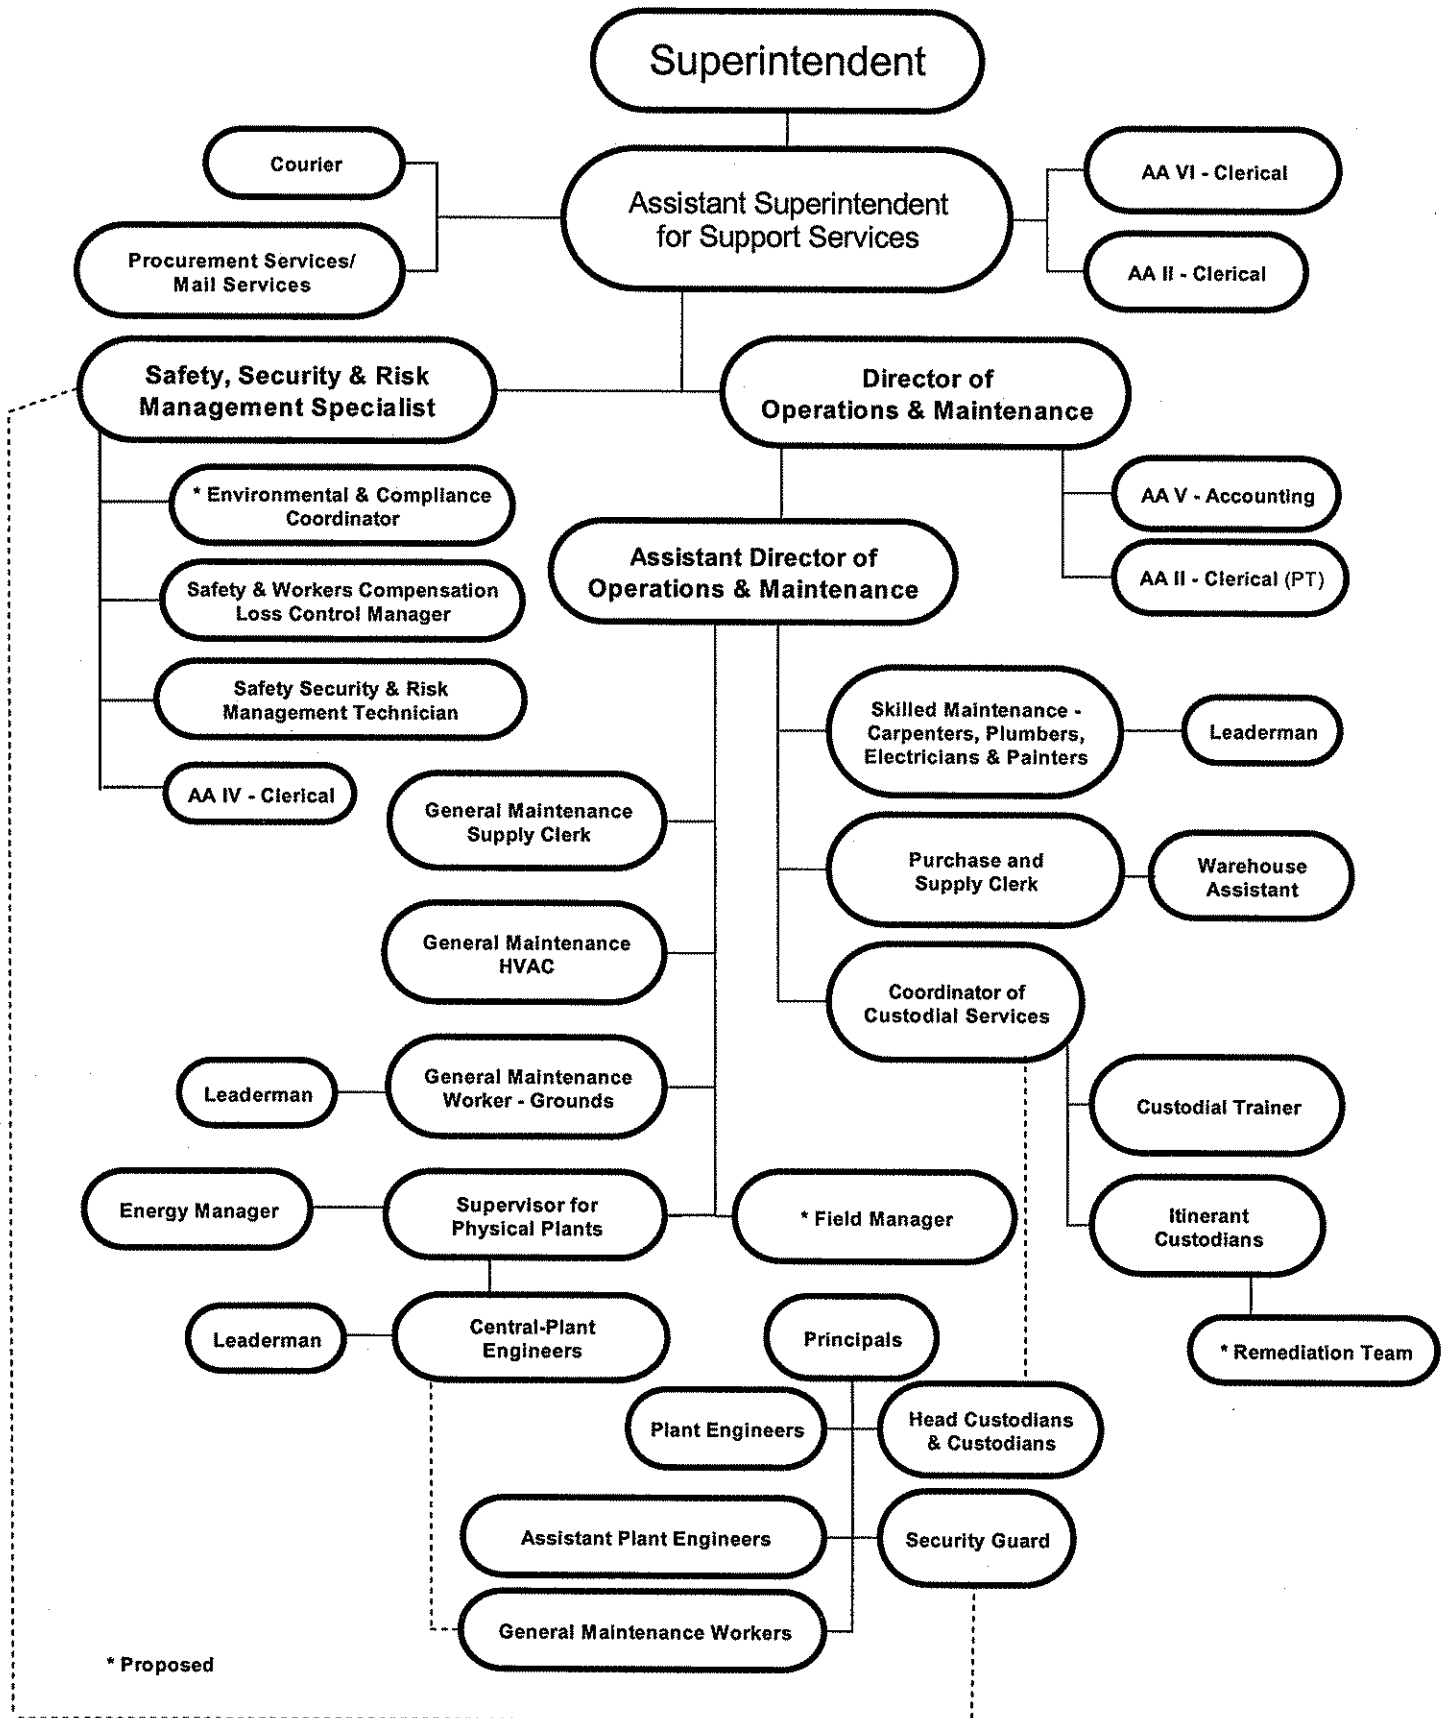 Superintendent
Courier
Assistant Superintendent
for Support Services
AA VI - Clerical
Procurement Services/
Mail Services
AA II - Clerical
Safety, Security & Risk
Management Specialist
Director of
Operations & Maintenance
* Environmental & Compliance
Coordinator
AA V - Accounting
Assistant Director of
Operations & Maintenance
AA II - Clerical (PT)
Safety & Workers Compensation
Loss Control Manager
Safety Security & Risk
Management Technician
AA IV - Clerical
Skilled Maintenance -
Carpenters, Plumbers,
Electricians & Painters
Leaderman
General Maintenance
Supply Clerk
Purchase and
Supply Clerk
Warehouse
Assistant
General Maintenance
HVAC
Coordinator of
Custodial Services
Leaderman
General Maintenance
Worker - Grounds
Custodial Trainer
Energy Manager
Supervisor for
Physical Plants
* Field Manager
Itinerant
Custodians
Leaderman
Central-Plant
Engineers
Principals
* Remediation Team
Plant Engineers
Head Custodians
& Custodians
Assistant Plant Engineers
Security Guard
General Maintenance Workers
* Proposed